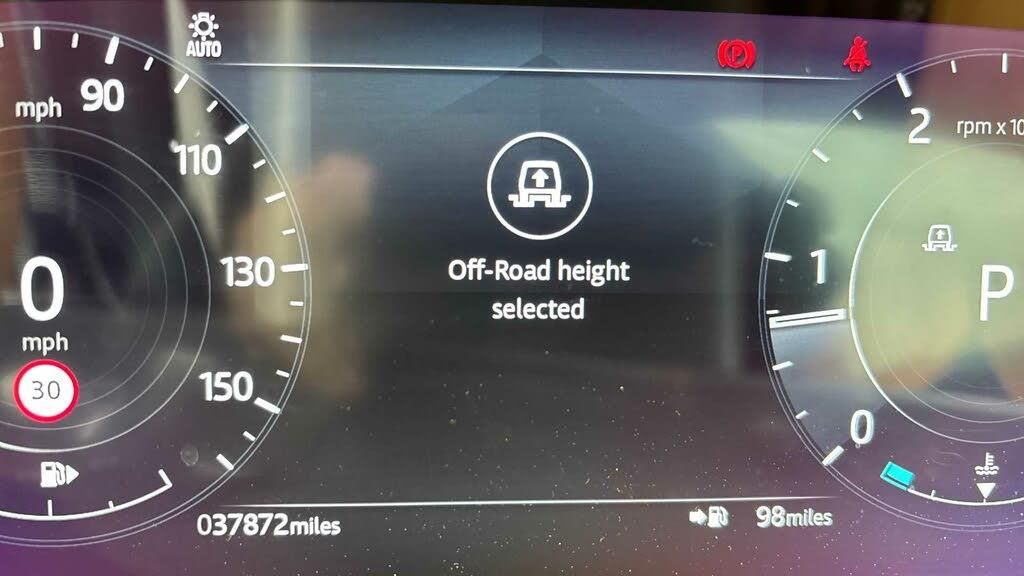 AUTO
P
mph
90
110
130
150
0
mph
30
Off-Road height
selected
2
rpm x 10
1
0
P
037872miles
98miles